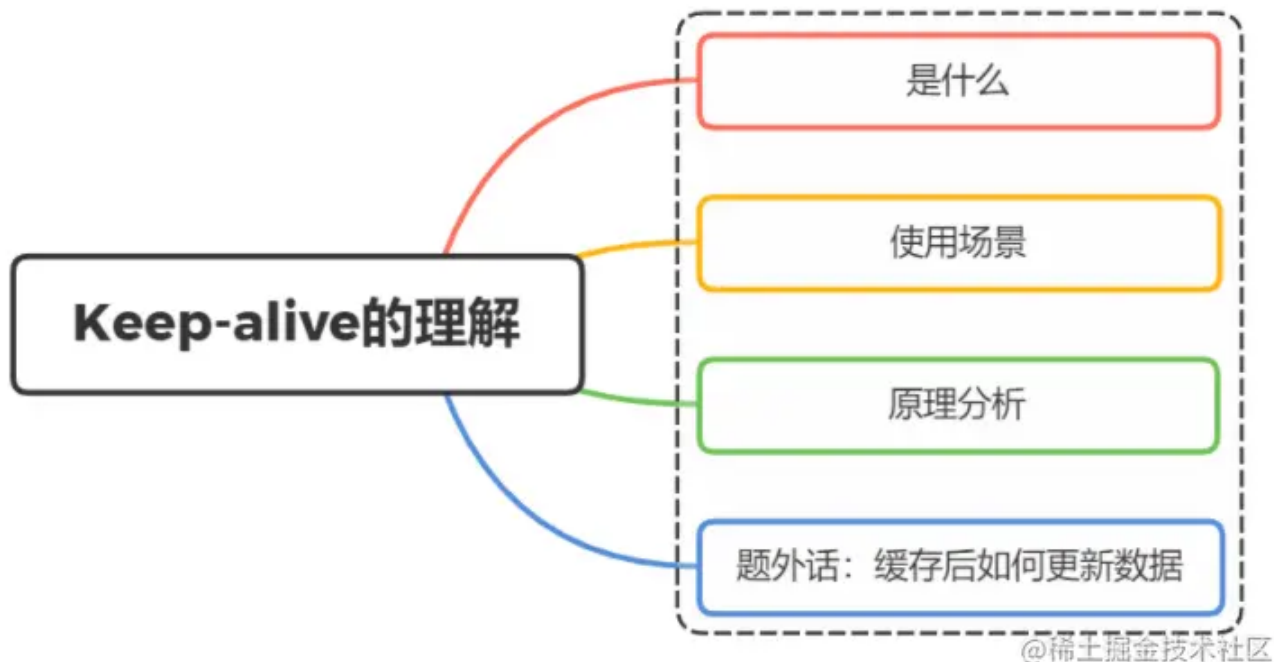 是什么
使用场景
Keep-alive的理解
原理分析
题外话：缓存后如何更新数据
@稀土掘金技术社区